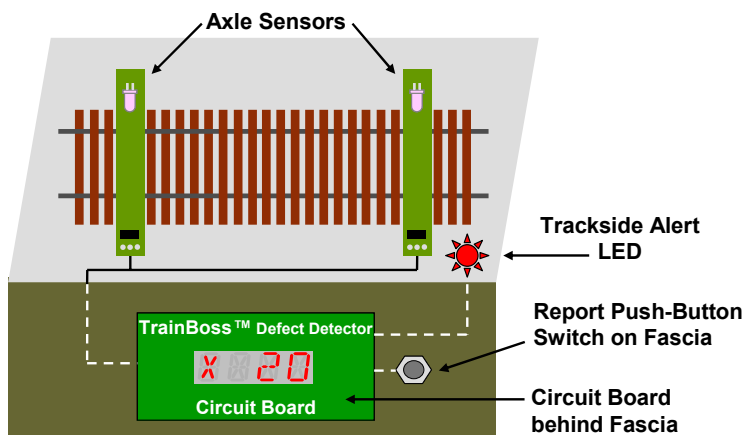 Axle Sensors
Trackside Alert
LED
Report Push-Button
Switch on Fascia
TrainBoss™ Defect Detector
X 20
Circuit Board
Circuit Board
behind Fascia